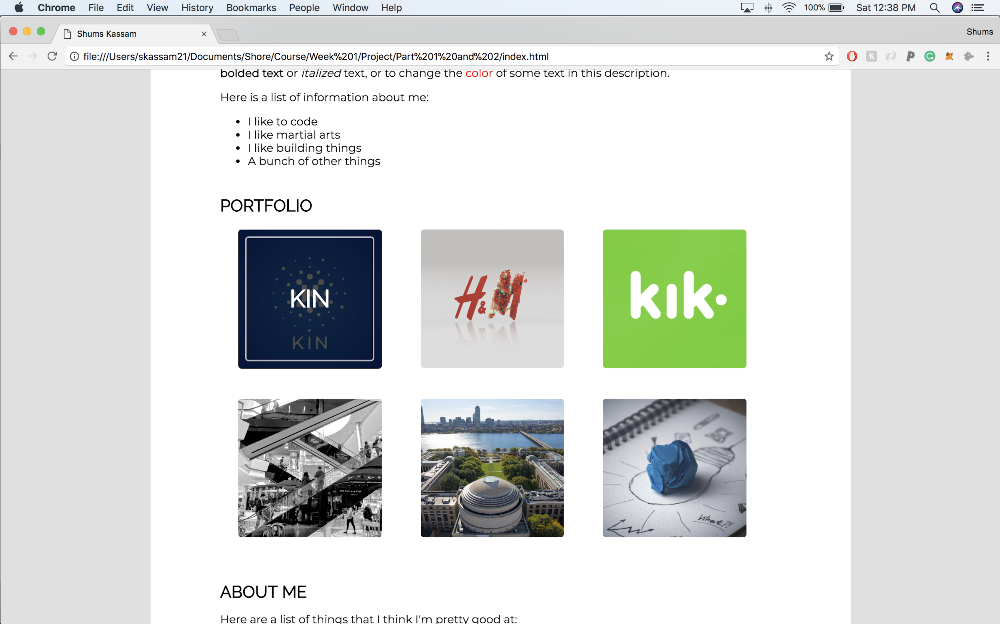 Chrome File Edit View History Bookmarks People Window Help 100% Sat 12:38 PM
Shums Kassam Shums
file:///Users/skassam21/Documents/Shore/Course/Week%201/Project/Part%201%20and%202/index.html
bolded text or italized text, or to change the color of some text in this description.
Here is a list of information about me:
• I like to code
• I like martial arts
• I like building things
• A bunch of other things
PORTFOLIO
KIN
KIN
H&M
kik.
What?!
ABOUT ME
Here are a list of things that I think I'm pretty good at: